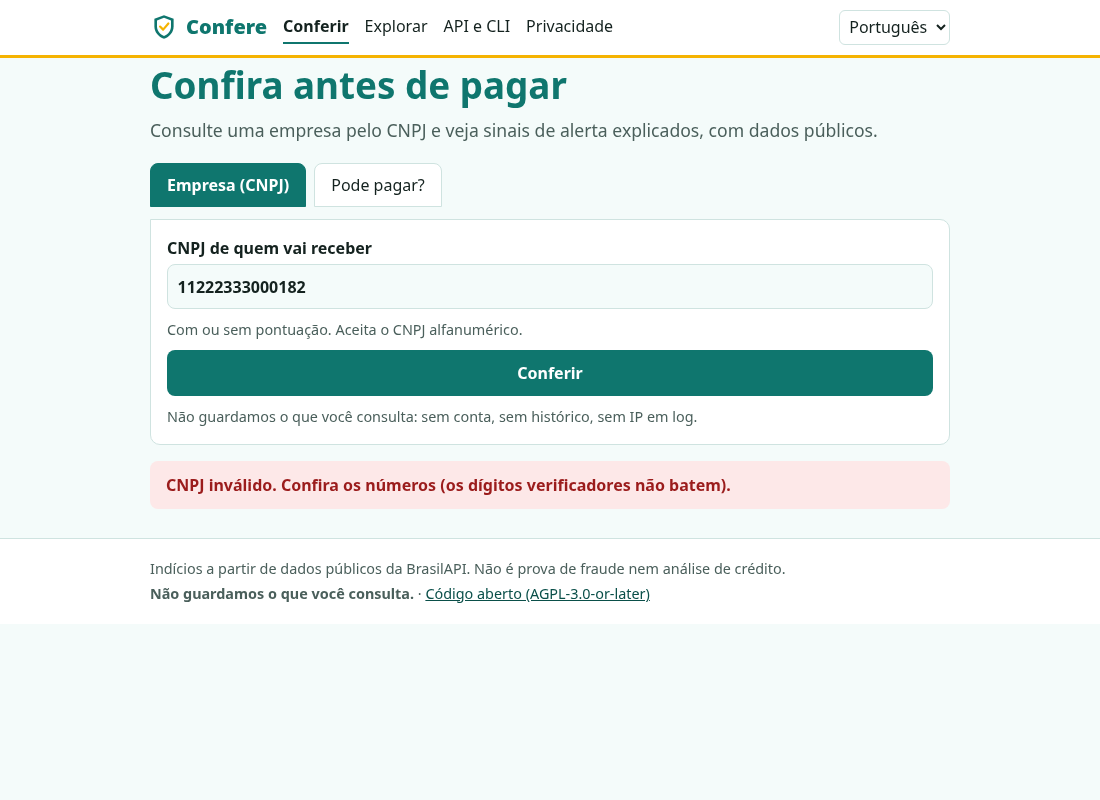 Confere Conferir Explorar API e CLI Privacidade Português
Confira antes de pagar
Consulte uma empresa pelo CNPJ e veja sinais de alerta explicados, com dados públicos.
Empresa (CNPJ) Pode pagar?
CNPJ de quem vai receber
11222333000182
Com ou sem pontuação. Aceita o CNPJ alfanumérico.
Conferir
Não guardamos o que você consulta: sem conta, sem histórico, sem IP em log.
CNPJ inválido. Confira os números (os dígitos verificadores não batem).
Indícios a partir de dados públicos da BrasilAPI. Não é prova de fraude nem análise de crédito.
Não guardamos o que você consulta. · Código aberto (AGPL-3.0-or-later)